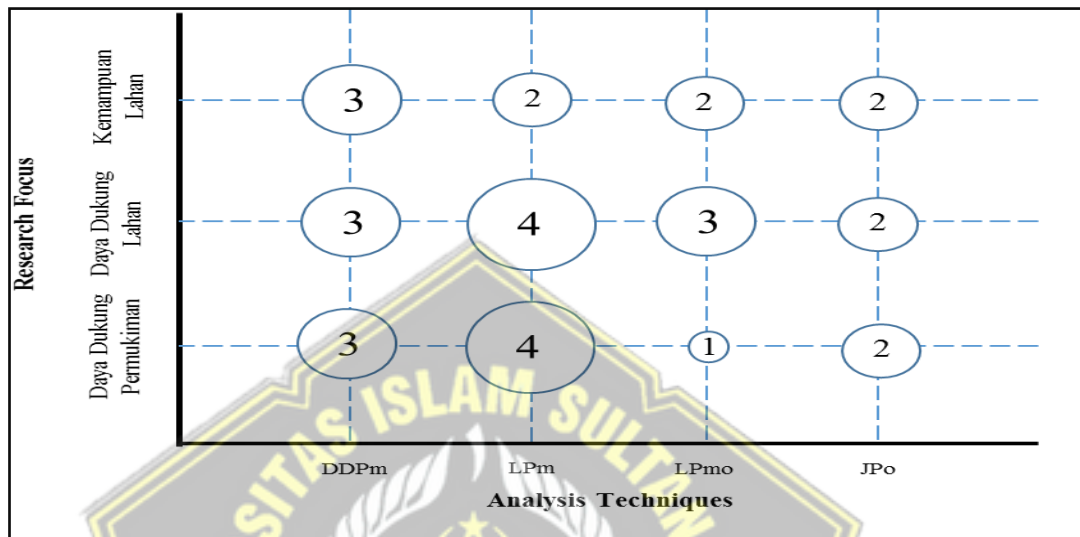 Research Focus
Kemampuan
Lahan
3 2 2 2
Daya Dukung
Lahan
3 4 3 2
Daya Dukung
Permukiman
3 4 1 2
DDPm LPm LPmo JPo
Analysis Techniques
SITAS ISLAM SULTAN